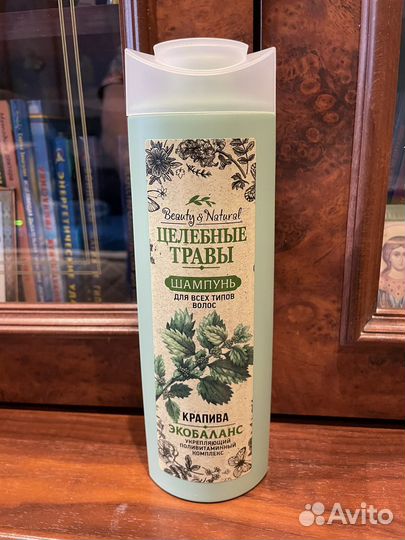 Beauty & Natural
ЦЕЛЕБНЫЕ
ТРАВЫ
ШАМПУНЬ
ДЛЯ ВСЕХ ТИПОВ
ВОЛОС
КРАПИВА
ЭКОБАЛАНС
УКРЕПЛЯЮЩИЙ
ПОЛИВИТАМИННЫЙ
КОМПЛЕКС
Avito